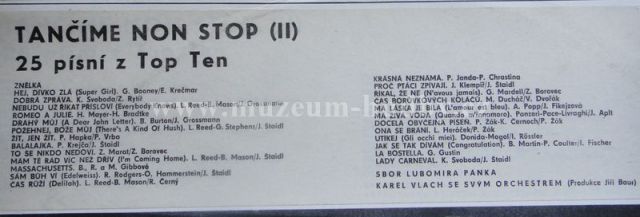 TANČÍME NON STOP (II)
25 písní z Top Ten
ZNĚLKA
HEJ, DÍVKO ZLÁ (Super Girl). G. Bonney/E. Krečmar
DOBRÁ ZPRÁVA. K. Svoboda/Z. Rytíř
NEBUDU UŽ ŘÍKAT PŘÍSLOVÍ (Everybody Knows). L. Reed-B. Mason/J. Grossmann
ROMEO A JULIE. H. Mayer-H. Bradtke
DRAHÝ MŮJ (A Dear John Letter). B. Burton/J. Grossmann
POŽEHNEJ, BOŽE MŮJ (There's A Kind Of Hush). L. Reed-G. Stephens/J. Staidl
ŽÍT, JEN ŽÍT. P. Hapka/P. Vrba
BALALAJKA. P. Krejča/J. Staidl
TO SE NIKDO NEDOVÍ. Z. Marat/Z. Borovec
MÁM TĚ RÁD VÍC NEŽ DŘÍV (I'm Coming Home). L. Reed-B. Mason/J. Staidl
MASSACHUSETTS. B., R. a M. Gibbové
SÁM BŮH VÍ (Edelweiss). R. Rodgers-O. Hammerstein/J. Staidl
ČAS RŮŽÍ (Delilah). L. Reed-B. Mason/R. Černý
KRÁSNÁ NEZNÁMÁ. P. Janda-P. Chrastina
PROČ PTÁCI ZPÍVAJÍ. J. Klempíř/J. Staidl
ŘÍKAL, ŽE NE (N'avoue jamais). G. Mardell/Z. Borovec
ČAS BORŮVKOVÝCH KOLÁČŮ. M. Ducháč/V. Dvořák
MÁ LÁSKA JE BÍLÁ (L'amour est bleu). A. Popp/J. Fikejzová
MÁ ŽIVÁ VODA (Quando m'innamoro). Panzeri-Pace-Livraghi/J. Aplt
DOCELA OBYČEJNÁ PÍSEŇ. P. Žák-K. Černoch/P. Žák
ONA SE BRÁNÍ. L. Heráček/P. Žák
UTÍKEJ (Gli occhi miei). Donida-Mogol/I. Rössler
JAK SE TAK DÍVÁM (Congratulation). B. Martin-P. Coulter/I. Fischer
LA BOSTELLA. G. Gustin
LADY CARNEVAL. K. Svoboda/J. Staidl
SBOR LUBOMÍRA PÁNKA
KAREL VLACH SE SVÝM ORCHESTREM (Produkce Jiří Baur)